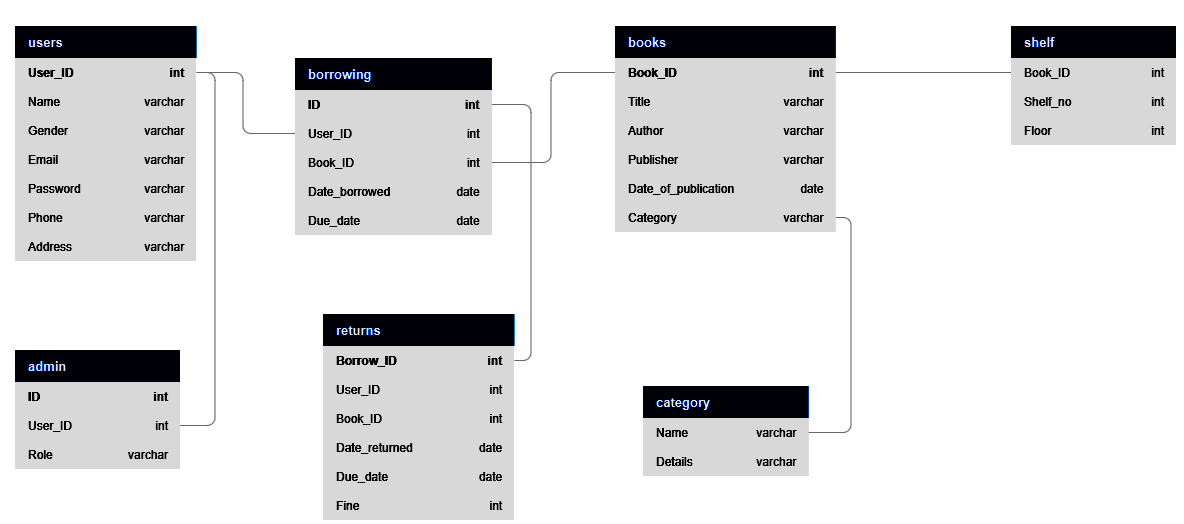 users
User_ID int
Name varchar
Gender varchar
Email varchar
Password varchar
Phone varchar
Address varchar
borrowing
ID int
User_ID int
Book_ID int
Date_borrowed date
Due_date date
books
Book_ID int
Title varchar
Author varchar
Publisher varchar
Date_of_publication date
Category varchar
shelf
Book_ID int
Shelf_no int
Floor int
admin
ID int
User_ID int
Role varchar
returns
Borrow_ID int
User_ID int
Book_ID int
Date_returned date
Due_date date
Fine int
category
Name varchar
Details varchar